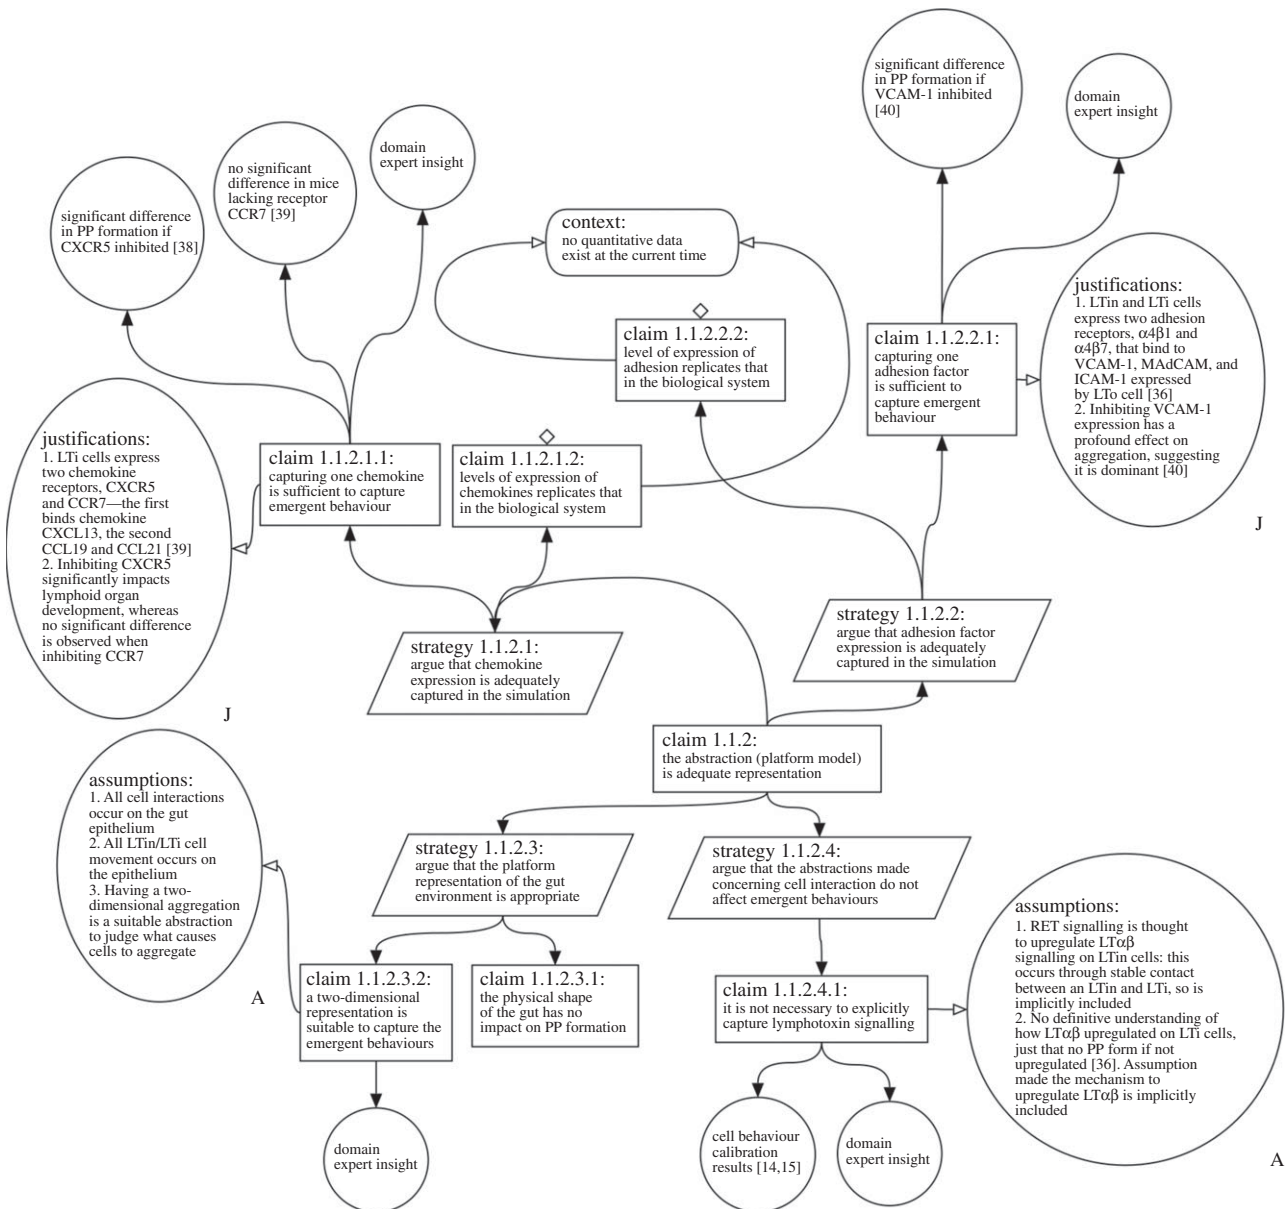 significant difference
in PP formation if
VCAM-1 inhibited
[40]
domain
expert insight
domain
expert insight
no significant
difference in mice
lacking receptor
CCR7 [39]
significant difference
in PP formation if
CXCR5 inhibited [38]
context:
no quantitative data
exist at the current time
justifications:
1. LTin and LTi cells
express two adhesion
receptors, α4β1 and
α4β7, that bind to
VCAM-1, MAdCAM, and
ICAM-1 expressed
by LTo cell [36]
2. Inhibiting VCAM-1
expression has a
profound effect on
aggregation, suggesting
it is dominant [40]
J
claim 1.1.2.2.2:
level of expression of
adhesion replicates that
in the biological system
claim 1.1.2.2.1:
capturing one
adhesion factor
is sufficient to
capture emergent
behaviour
justifications:
1. LTi cells express
two chemokine
receptors, CXCR5
and CCR7—the first
binds chemokine
CXCL13, the second
CCL19 and CCL21 [39]
2. Inhibiting CXCR5
significantly impacts
lymphoid organ
development, whereas
no significant difference
is observed when
inhibiting CCR7
J
claim 1.1.2.1.1:
capturing one chemokine
is sufficient to capture
emergent behaviour
claim 1.1.2.1.2:
levels of expression of
chemokines replicates that
in the biological system
strategy 1.1.2.1:
argue that chemokine
expression is adequately
captured in the simulation
strategy 1.1.2.2:
argue that adhesion factor
expression is adequately
captured in the simulation
claim 1.1.2:
the abstraction (platform model)
is adequate representation
assumptions:
1. All cell interactions
occur on the gut
epithelium
2. All LTin/LTi cell
movement occurs on
the epithelium
3. Having a two-
dimensional aggregation
is a suitable abstraction
to judge what causes
cells to aggregate
A
strategy 1.1.2.3:
argue that the platform
representation of the gut
environment is appropriate
strategy 1.1.2.4:
argue that the abstractions made
concerning cell interaction do not
affect emergent behaviours
claim 1.1.2.3.2:
a two-dimensional
representation is
suitable to capture the
emergent behaviours
claim 1.1.2.3.1:
the physical shape
of the gut has no
impact on PP formation
claim 1.1.2.4.1:
it is not necessary to explicitly
capture lymphotoxin signalling
assumptions:
1. RET signalling is thought
to upregulate LTαβ
signalling on LTin cells: this
occurs through stable contact
between an LTin and LTi, so is
implicitly included
2. No definitive understanding of
how LTαβ upregulated on LTi cells,
just that no PP form if not
upregulated [36]. Assumption
made the mechanism to
upregulate LTαβ is implicitly
included
A
domain
expert insight
cell behaviour
calibration
results [14,15]
domain
expert insight